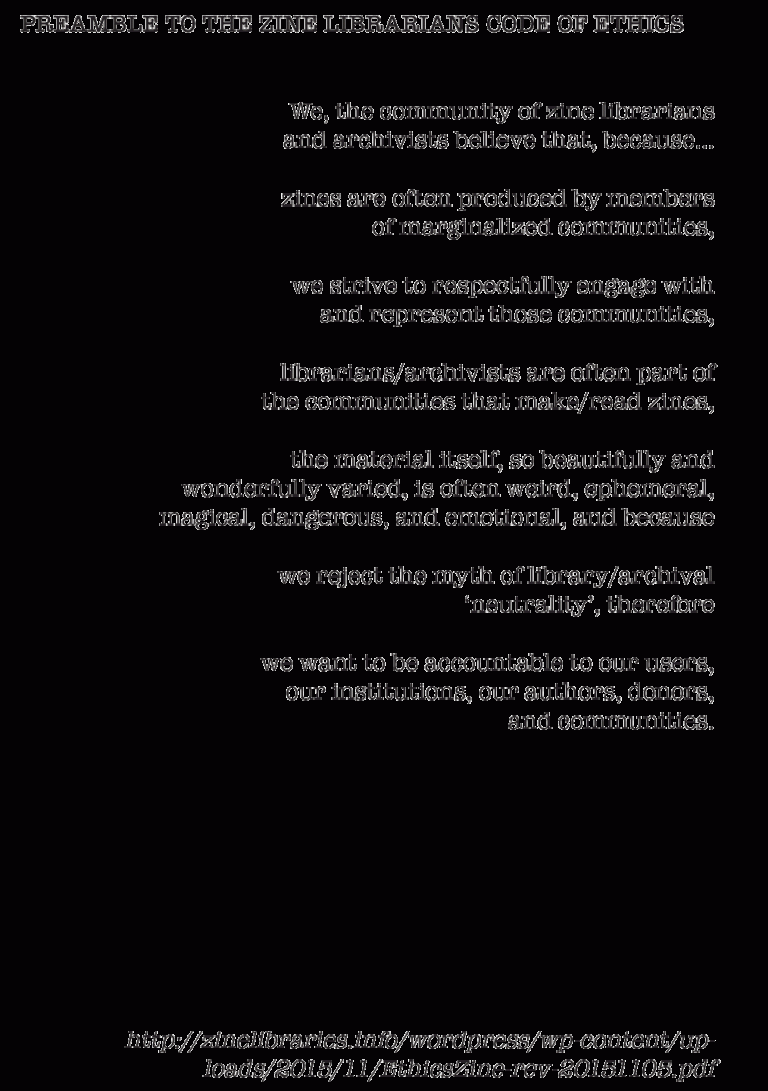 PREAMBLE TO THE ZINE LIBRARIANS CODE OF ETHICS
We, the community of zine librarians
and archivists believe that, because...
zines are often produced by members
of marginalized communities,
we strive to respectfully engage with
and represent those communities,
librarians/archivists are often part of
the communities that make/read zines,
the material itself, so beautifully and
wonderfully varied, is often weird, ephemeral,
magical, dangerous, and emotional, and because
we reject the myth of library/archival
‘neutrality’, therefore
we want to be accountable to our users,
our institutions, our authors, donors,
and communities.
http://zinelibraries.info/wordpress/wp-content/up-
loads/2015/11/EthicsZine-rev-20151105.pdf